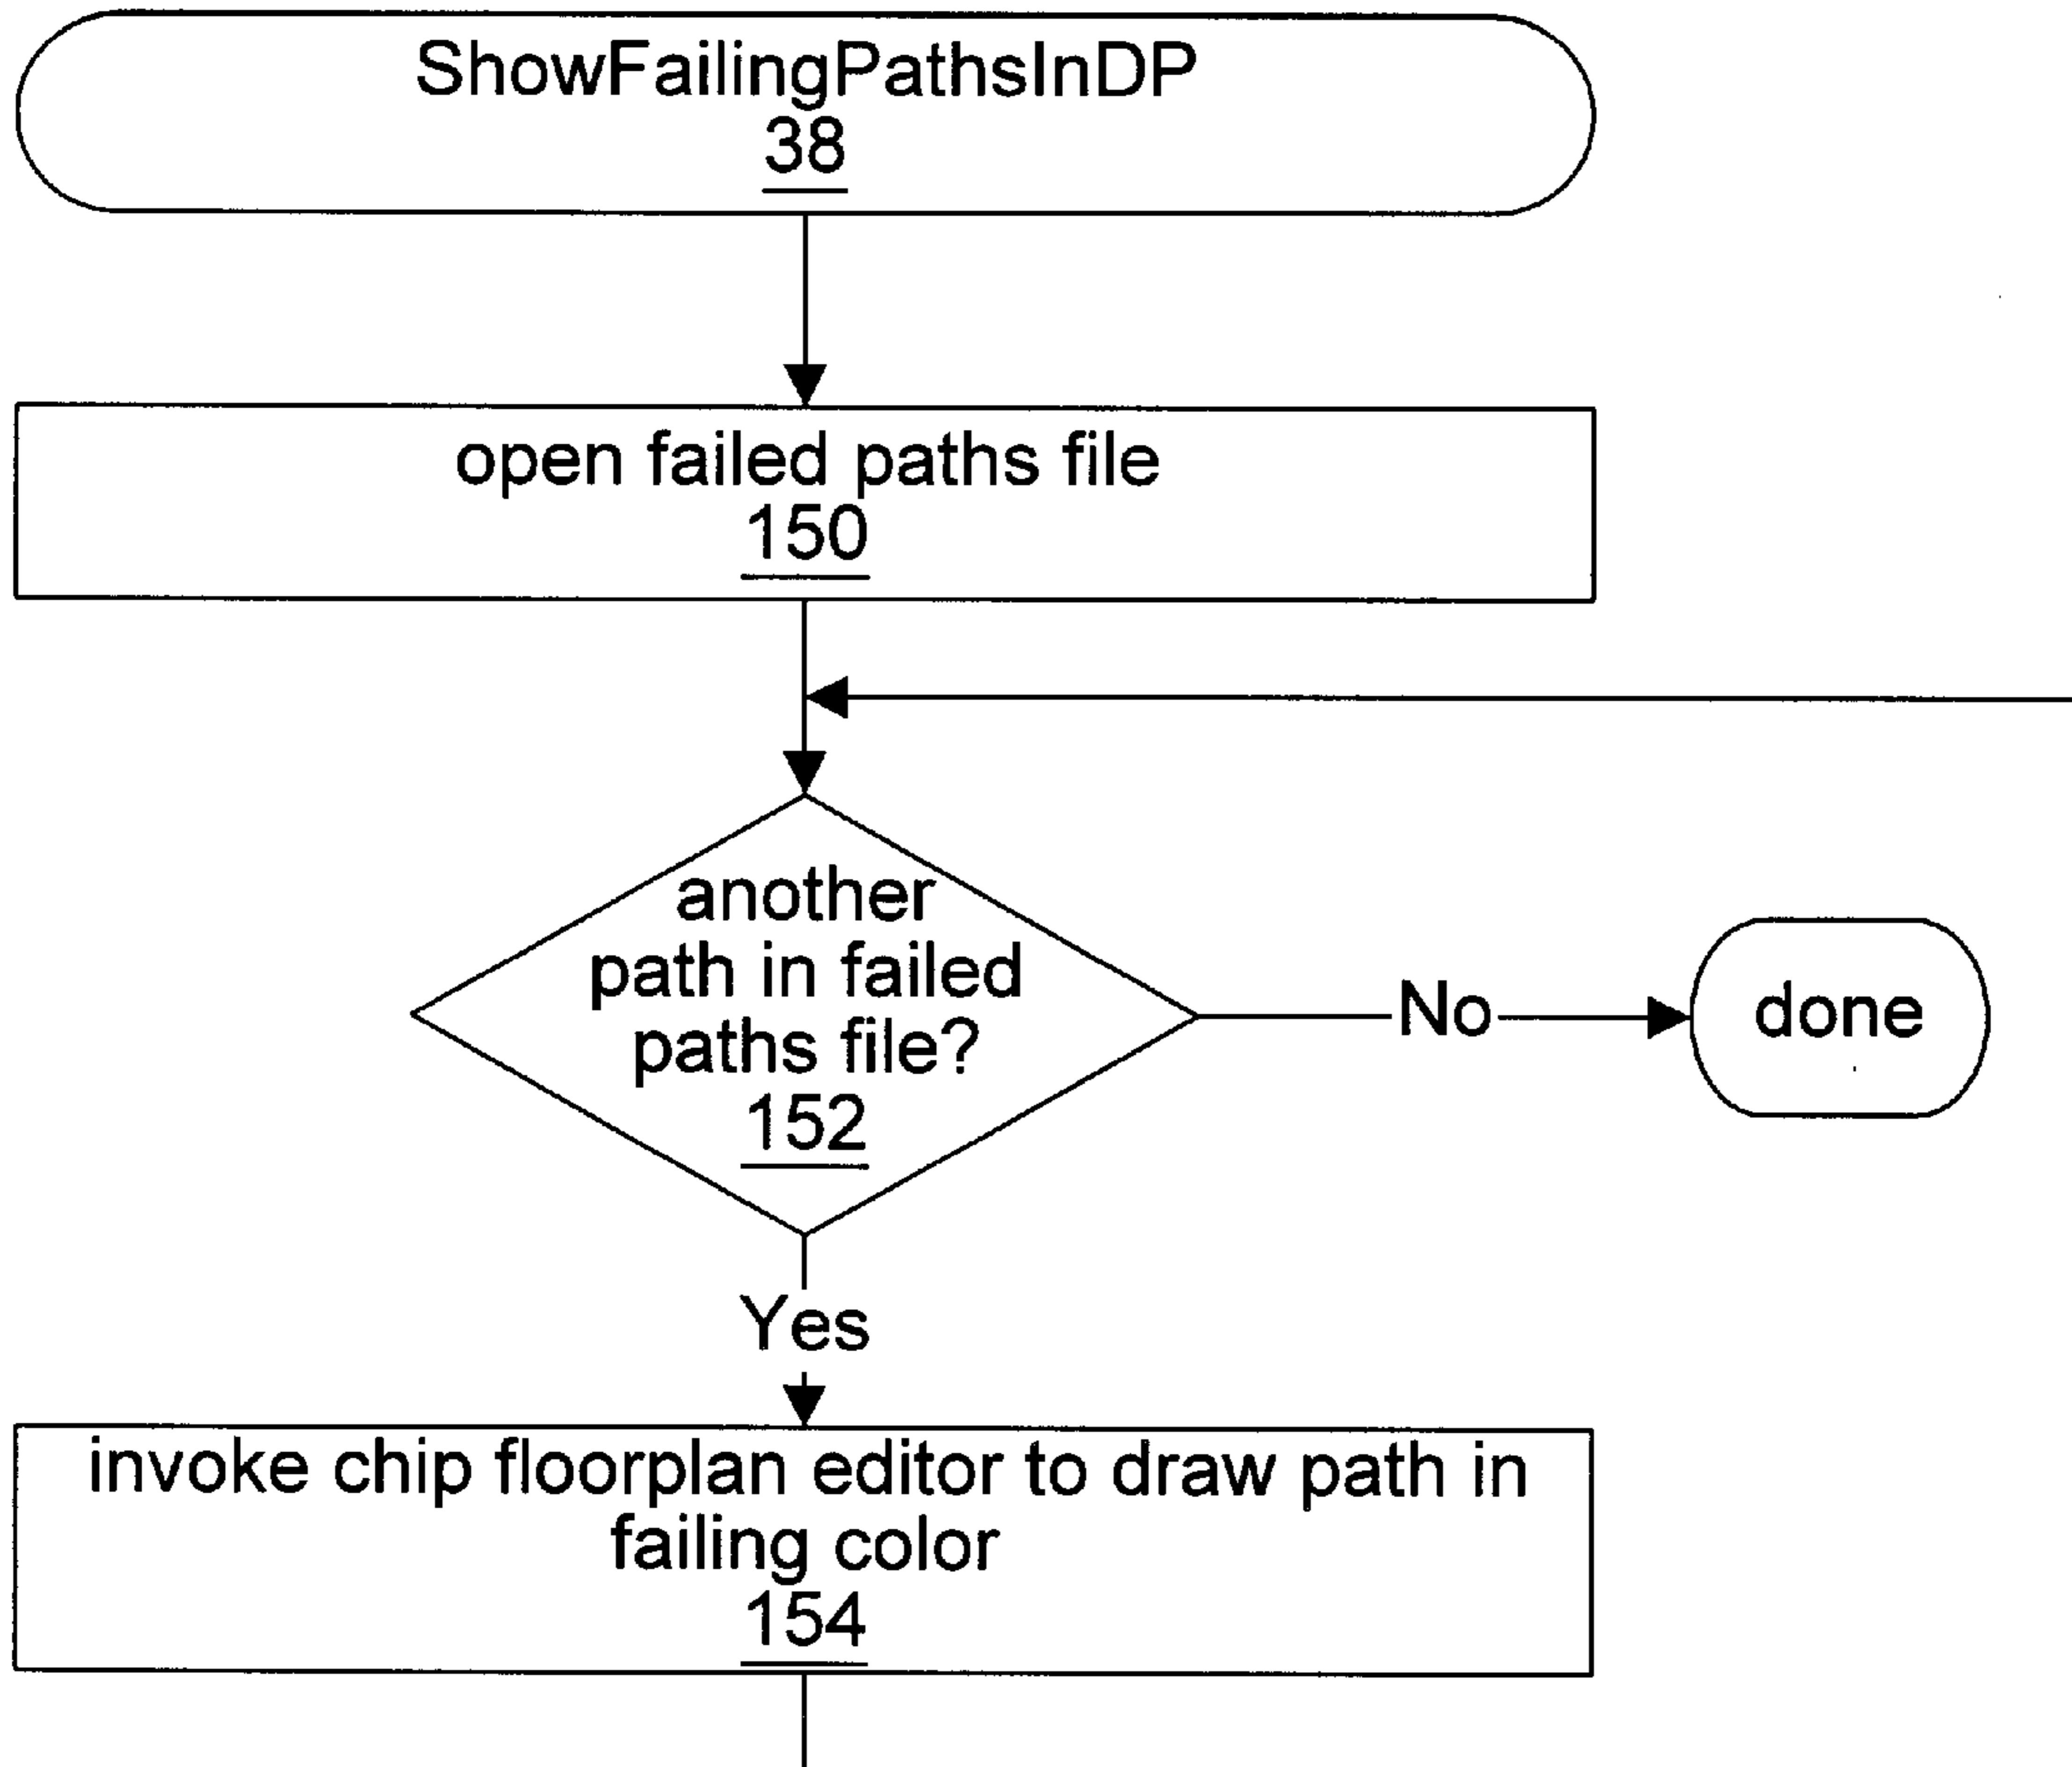 ShowFailingPathsInDP
38
open failed paths file
150
another
path in failed
paths file?
152
No
done
Yes
invoke chip floorplan editor to draw path in
failing color
154